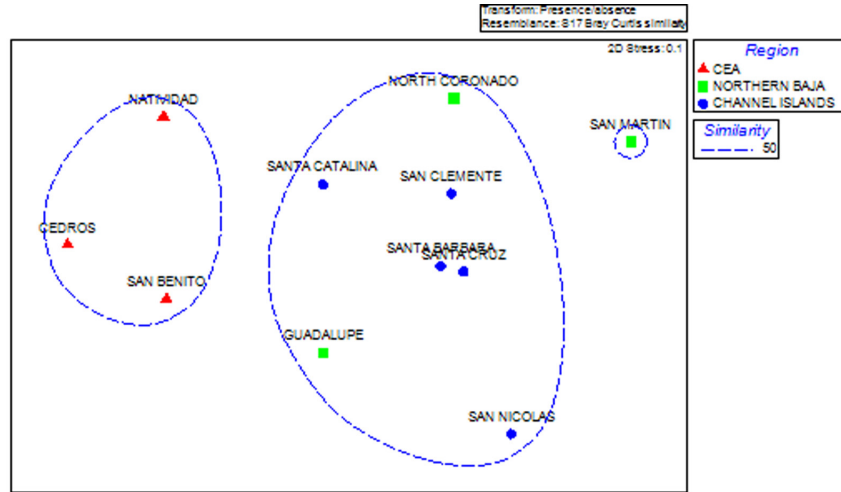 Transform: Presence/absence
Resemblance: S17 Bray Curtis similarity
2D Stress: 0.1
Region
CEA
NORTHERN BAJA
CHANNEL ISLANDS
Similarity
50
NORTH CORONADO
NATIVIDAD
SAN MARTIN
SANTA CATALINA
SAN CLEMENTE
CEDROS
SANTA BARBARA
SANTA CRUZ
SAN BENITO
GUADALUPE
SAN NICOLAS